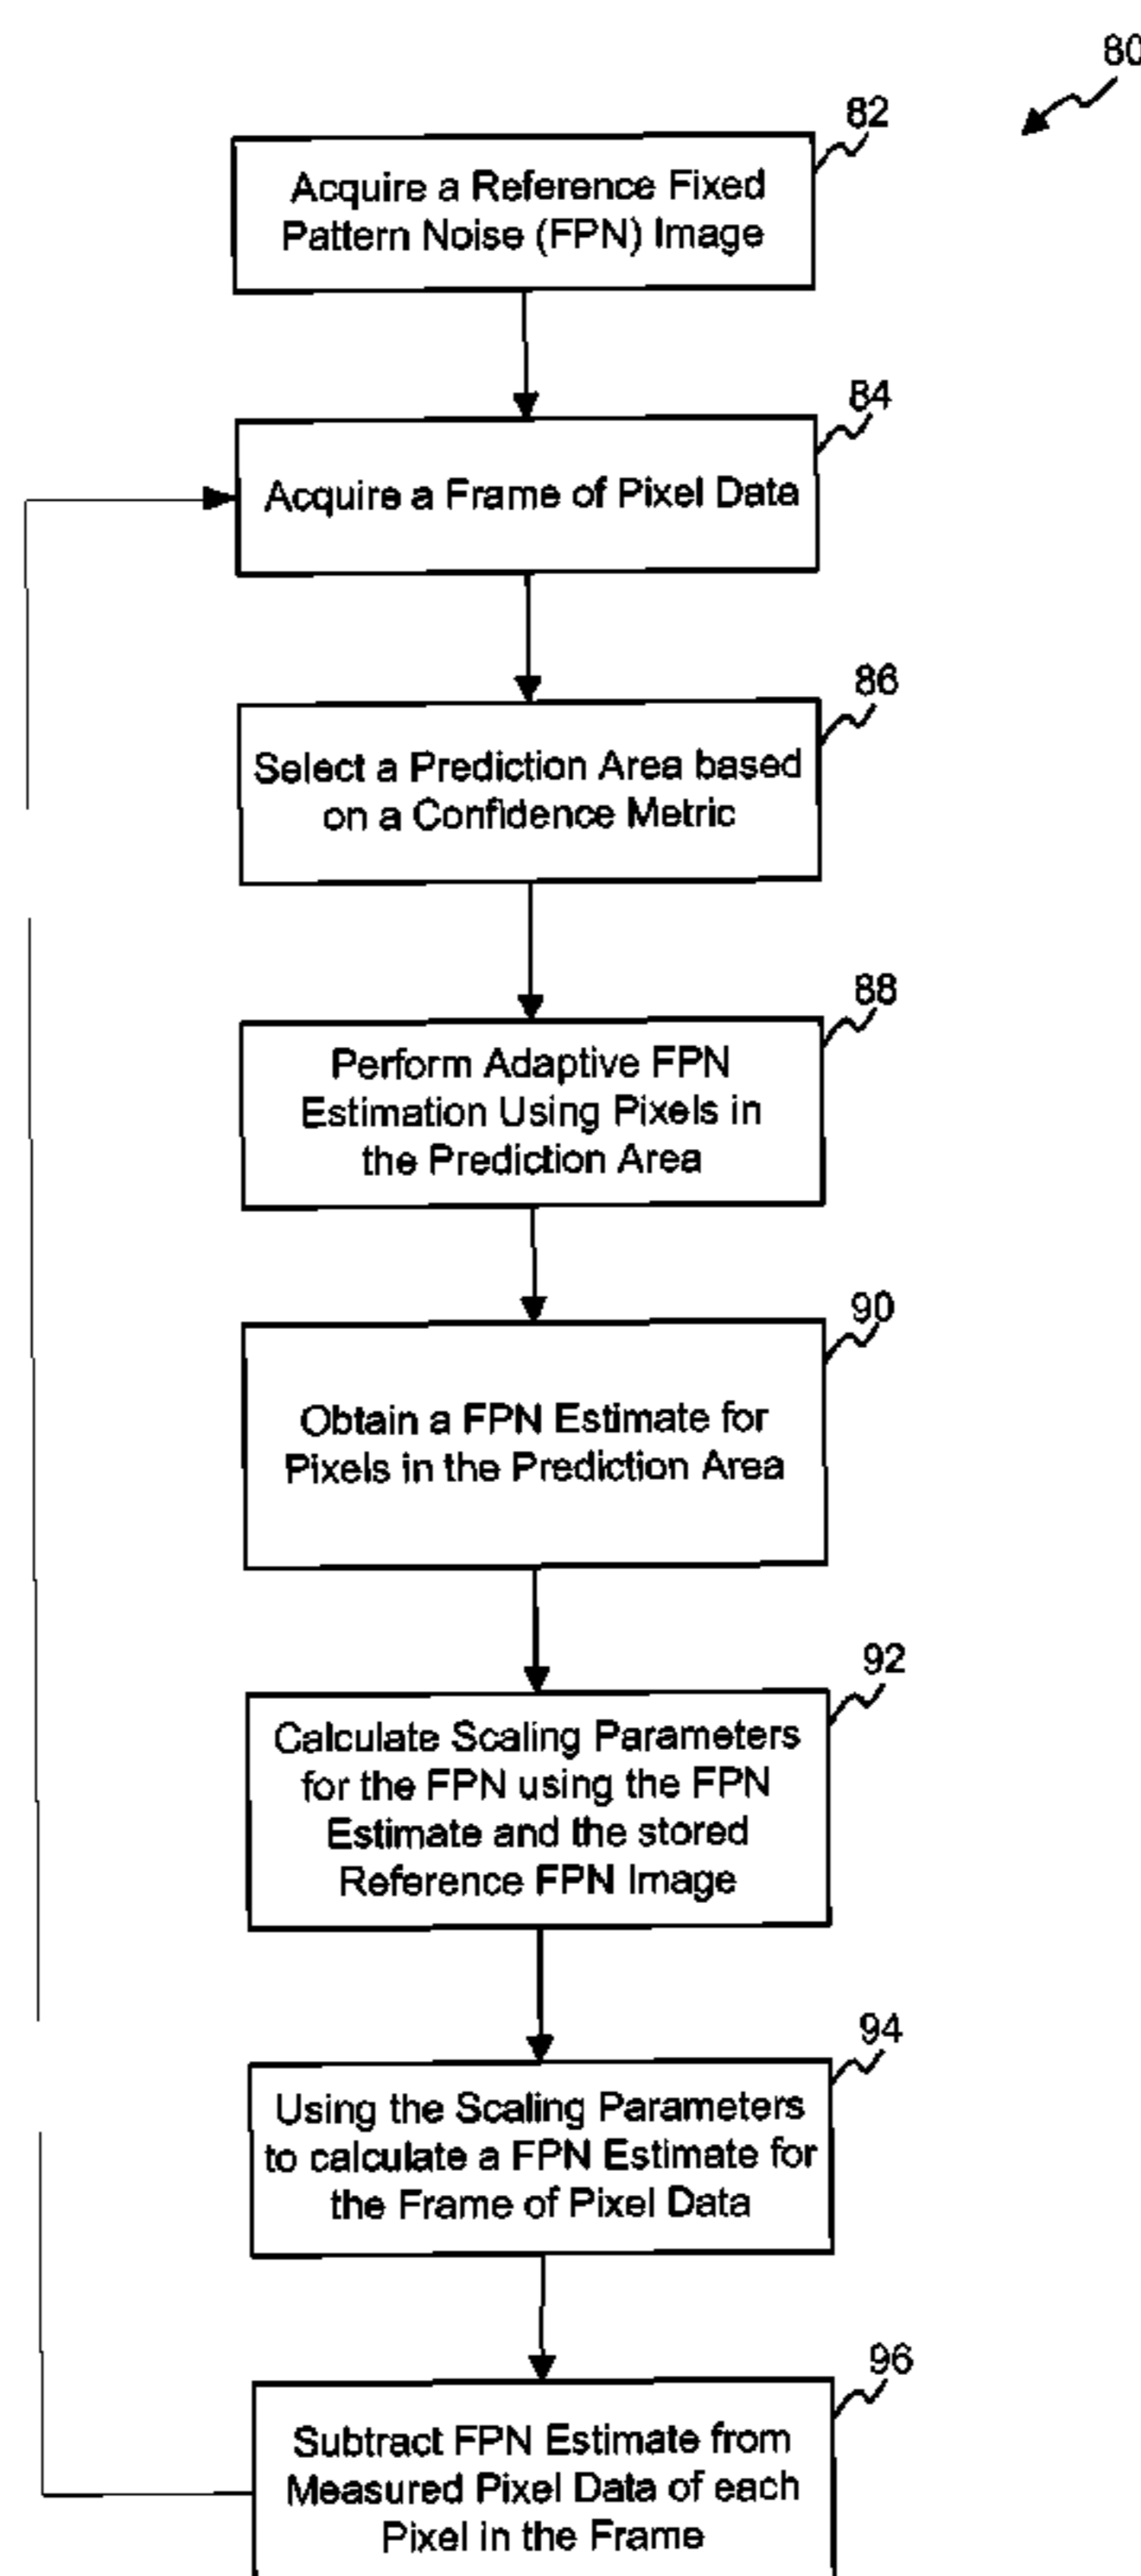 80
82
Acquire a Reference Fixed
Pattern Noise (FPN) Image
84
Acquire a Frame of Pixel Data
86
Select a Prediction Area based
on a Confidence Metric
88
Perform Adaptive FPN
Estimation Using Pixels in
the Prediction Area
90
Obtain a FPN Estimate for
Pixels in the Prediction Area
92
Calculate Scaling Parameters
for the FPN using the FPN
Estimate and the stored
Reference FPN Image
94
Using the Scaling Parameters
to calculate a FPN Estimate for
the Frame of Pixel Data
96
Subtract FPN Estimate from
Measured Pixel Data of each
Pixel in the Frame